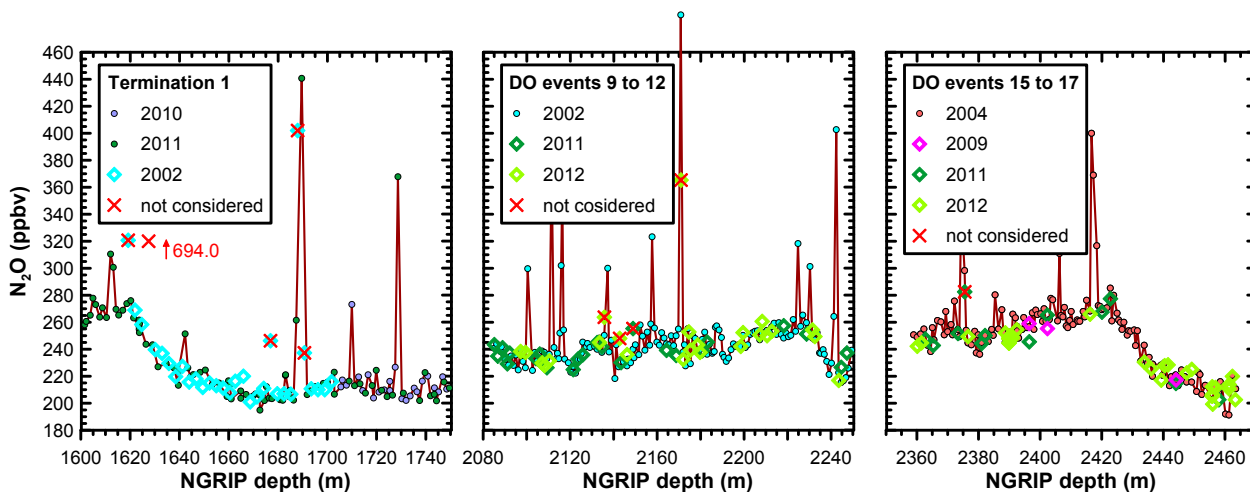 460
440
420
400
380
360
340
320
300
280
260
240
220
200
180
N₂O (ppbv)
Termination 1
2010
2011
2002
not considered
694.0
1600 1620 1640 1660 1680 1700 1720 1740
NGRIP depth (m)
DO events 9 to 12
2002
2011
2012
not cosidered
2080 2120 2160 2200 2240
NGRIP depth (m)
DO events 15 to 17
2004
2009
2011
2012
not considered
2360 2380 2400 2420 2440 2460
NGRIP depth (m)